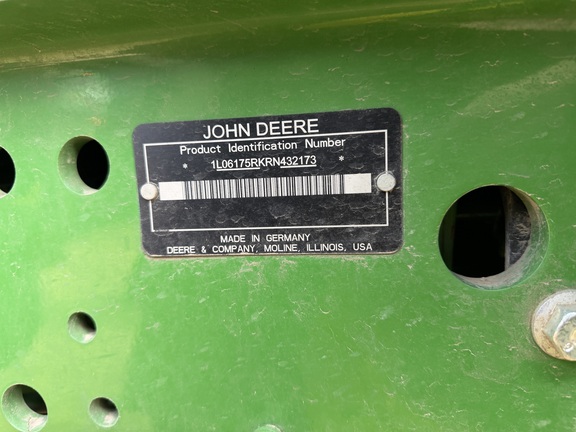 JOHN DEERE
Product Identification Number
* 1L06175RKRN432173 *
MADE IN GERMANY
DEERE & COMPANY, MOLINE, ILLINOIS, USA